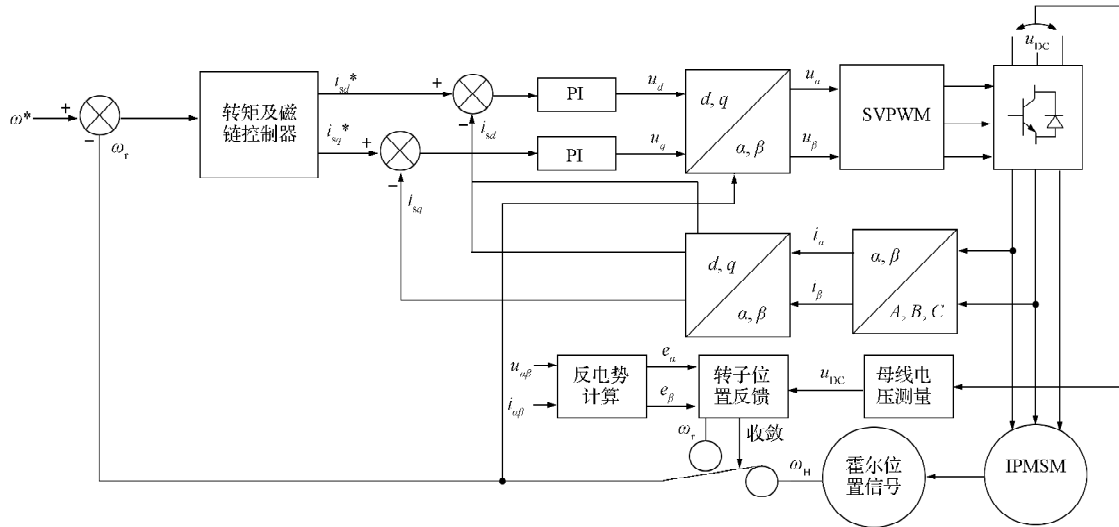 u_DC
ω*
+
−
ω_r
转矩及磁
链控制器
i_sd*
i_sq*
+
−
i_sd
+
−
i_sq
PI
PI
u_d
u_q
d, q
α, β
u_α
u_β
SVPWM
d, q
α, β
i_α
i_β
α, β
A, B, C
u_αβ
i_αβ
反电势
计算
e_α
e_β
转子位
置反馈
u_DC
母线电
压测量
ω_r
收敛
ω_H
霍尔位
置信号
IPMSM